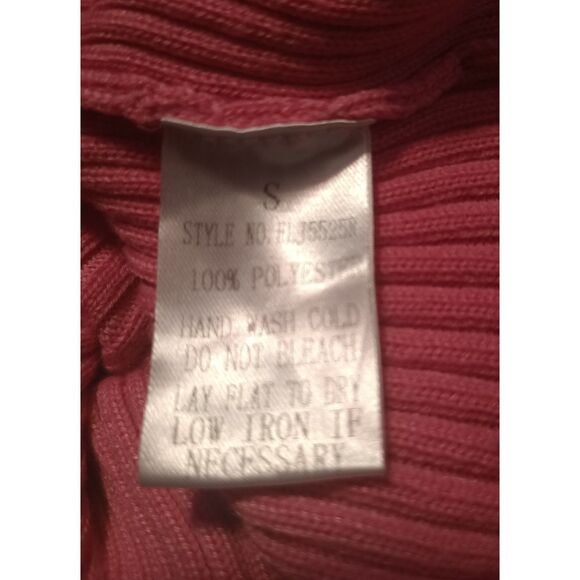 S
STYLE NO.
100% POLYESTER
HAND WASH COLD
DO NOT BLEACH
LAY FLAT TO DRY
LOW IRON IF
NECESSARY